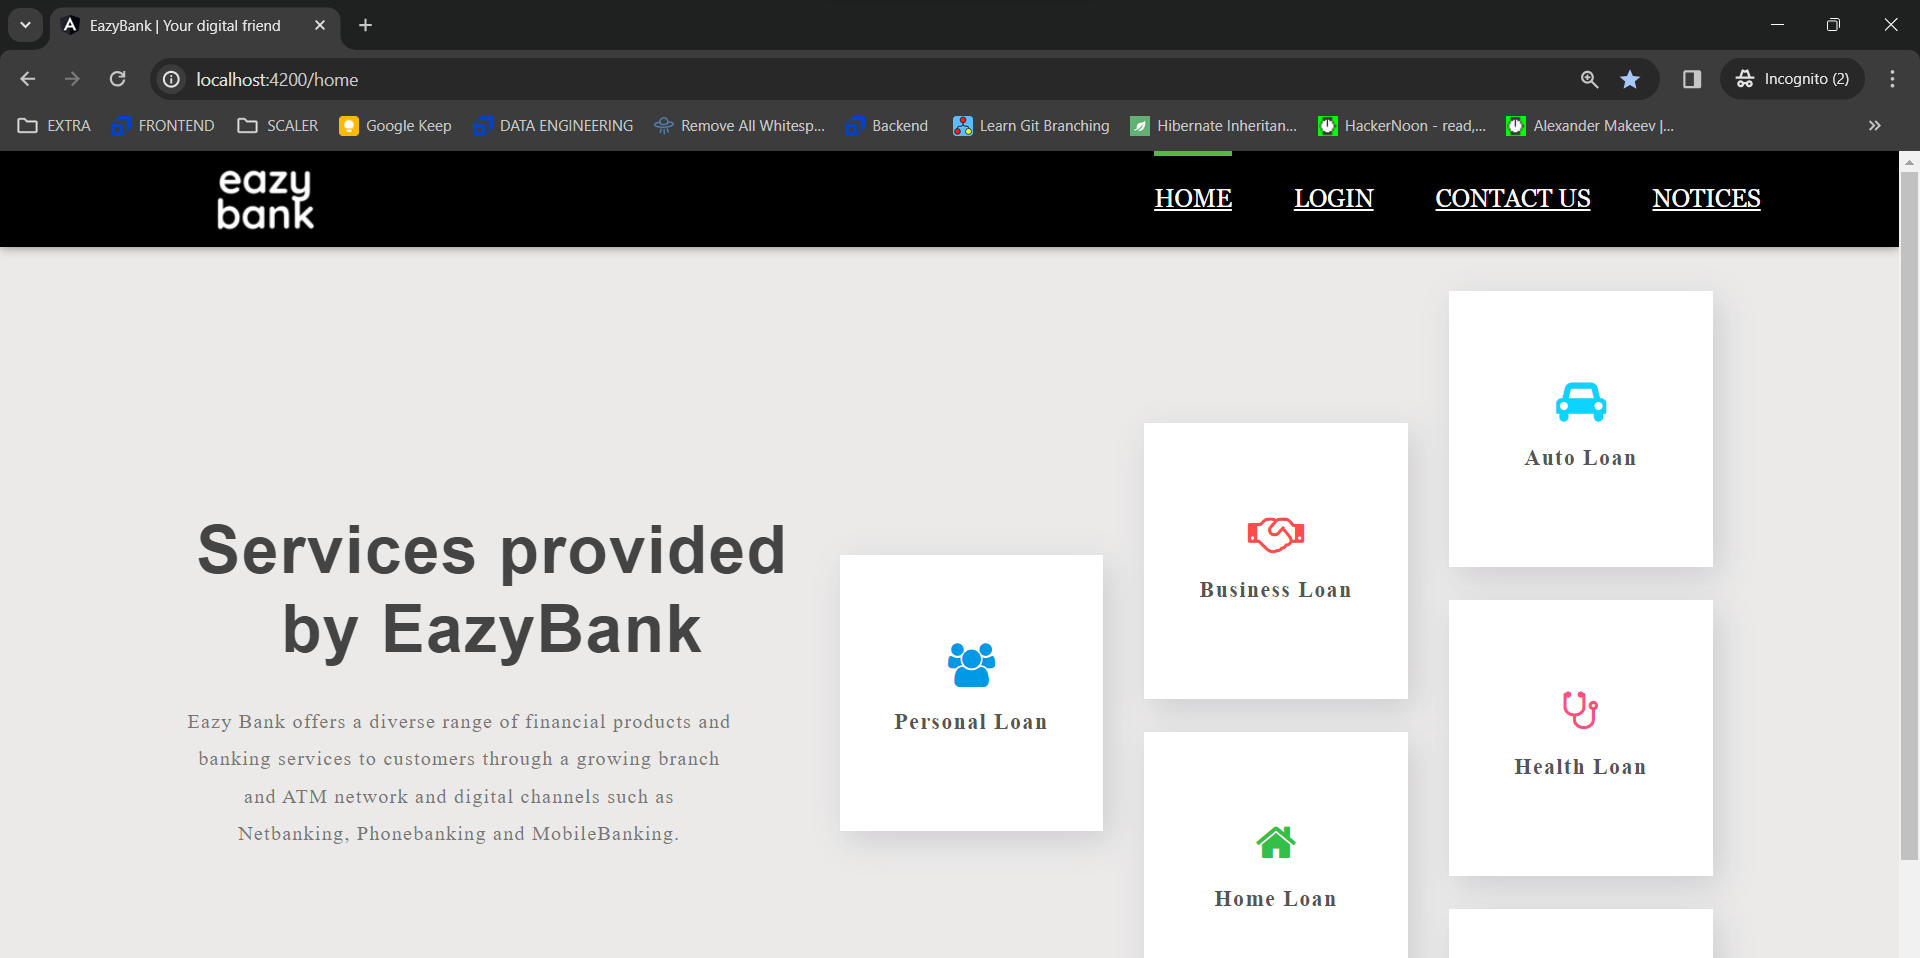 EazyBank | Your digital friend
localhost:4200/home
Incognito (2)
EXTRA
FRONTEND
SCALER
Google Keep
DATA ENGINEERING
Remove All Whitesp...
Backend
Learn Git Branching
Hibernate Inheritan...
HackerNoon - read,...
Alexander Makeev |...
eazy
bank
HOME
LOGIN
CONTACT US
NOTICES
Services provided
by EazyBank
Eazy Bank offers a diverse range of financial products and
banking services to customers through a growing branch
and ATM network and digital channels such as
Netbanking, Phonebanking and MobileBanking.
Personal Loan
Business Loan
Home Loan
Auto Loan
Health Loan